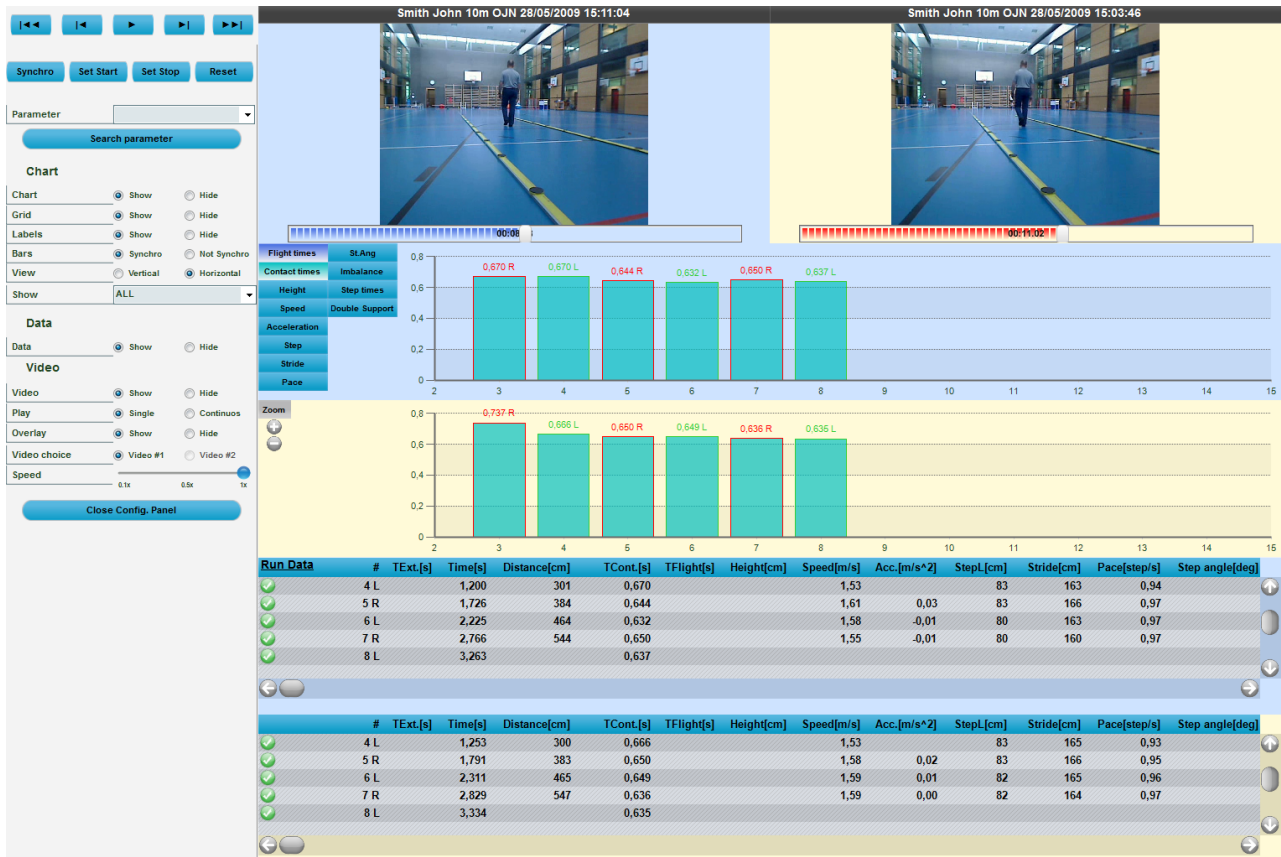 Smith John 10m OJN 28/05/2009 15:11:04
Smith John 10m OJN 28/05/2009 15:03:46
Synchro Set Start Set Stop Reset
Parameter
Search parameter
Chart
Chart Show Hide
Grid Show Hide
Labels Show Hide
Bars Synchro Not Synchro
View Vertical Horizontal
Show ALL
Data
Data Show Hide
Video
Video Show Hide
Play Single Continuos
Overlay Show Hide
Video choice Video #1 Video #2
Speed
0.1x 0.5x 1x
Close Config. Panel
00:11.02
Flight times St.Ang
Contact times Imbalance
Height Step times
Speed Double Support
Acceleration
Step
Stride
Pace
0,8
0,6
0,4
0,2
0
0,670 R 0,670 L 0,644 R 0,632 L 0,650 R 0,637 L
2 3 4 5 6 7 8 9 10 11 12 13 14 15
Zoom
0,8
0,6
0,4
0,2
0
0,737 R 0,666 L 0,650 R 0,649 L 0,636 R 0,635 L
2 3 4 5 6 7 8 9 10 11 12 13 14 15
Run Data # TExt.[s] Time[s] Distance[cm] TCont.[s] TFlight[s] Height[cm] Speed[m/s] Acc.[m/s^2] StepL[cm] Stride[cm] Pace[step/s] Step angle[deg]
4 L 1,200 301 0,670 1,53 83 163 0,94
5 R 1,726 384 0,644 1,61 0,03 83 166 0,97
6 L 2,225 464 0,632 1,58 -0,01 80 163 0,97
7 R 2,766 544 0,650 1,55 -0,01 80 160 0,97
8 L 3,263 0,637
# TExt.[s] Time[s] Distance[cm] TCont.[s] TFlight[s] Height[cm] Speed[m/s] Acc.[m/s^2] StepL[cm] Stride[cm] Pace[step/s] Step angle[deg]
4 L 1,253 300 0,666 1,53 83 165 0,93
5 R 1,791 383 0,650 1,58 0,02 83 166 0,95
6 L 2,311 465 0,649 1,59 0,01 82 165 0,96
7 R 2,829 547 0,636 1,59 0,00 82 164 0,97
8 L 3,334 0,635